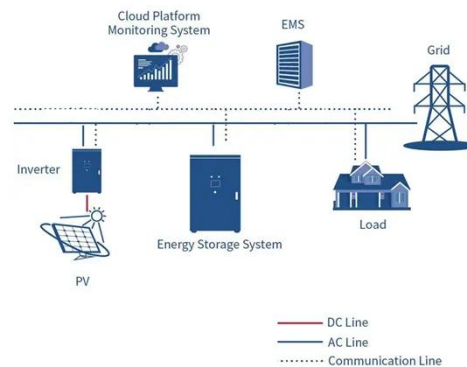 Cloud Platform
Monitoring System
EMS
Grid
Inverter
Energy Storage System
Load
PV
DC Line
AC Line
Communication Line